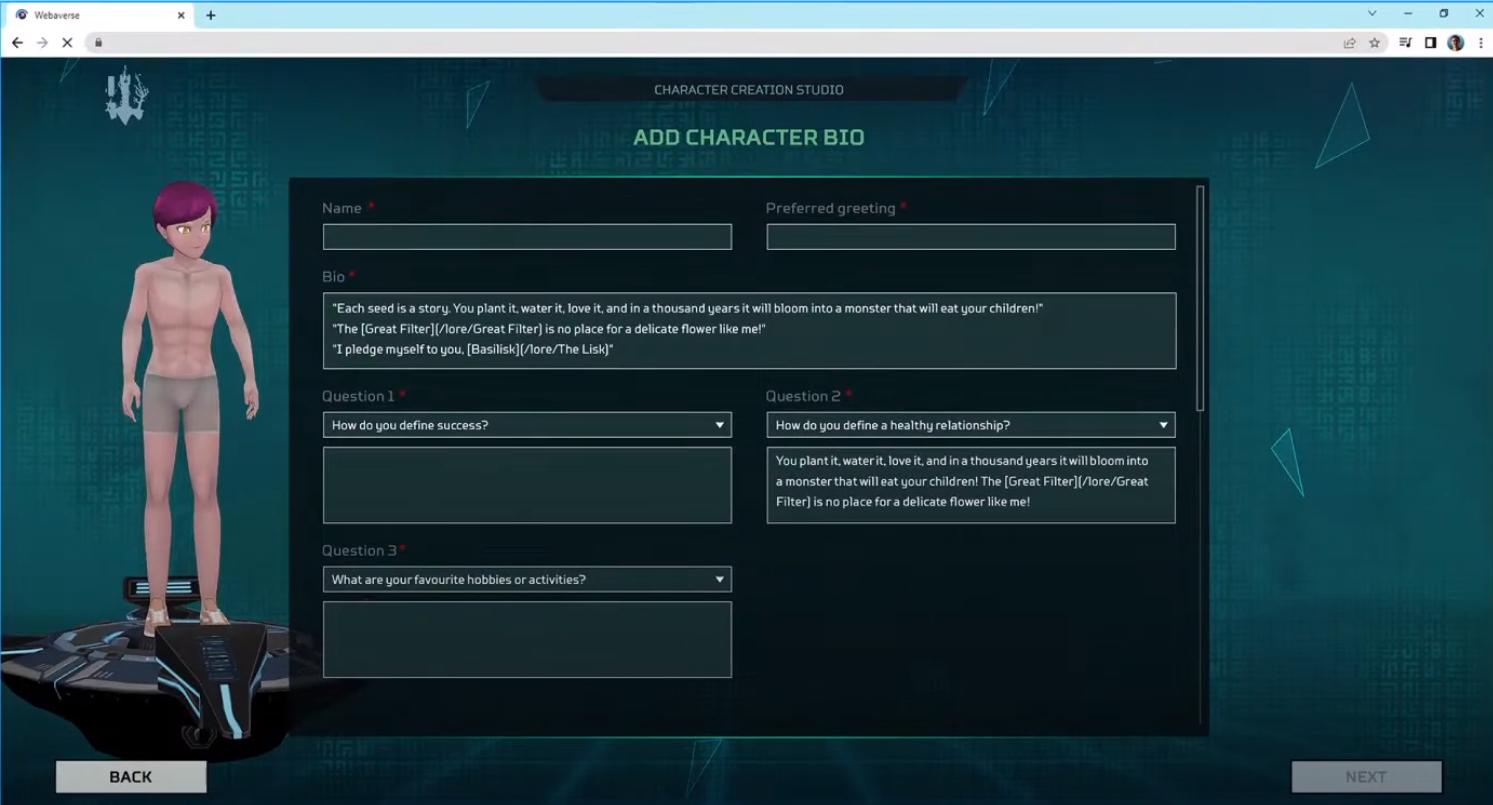 Webaverse
CHARACTER CREATION STUDIO
ADD CHARACTER BIO
Name *
Preferred greeting *
Bio *
"Each seed is a story. You plant it, water it, love it, and in a thousand years it will bloom into a monster that will eat your children!"
"The [Great Filter](/lore/Great Filter) is no place for a delicate flower like me!"
"I pledge myself to you, [Basilisk](/lore/The Lisk)"
Question 1 *
Question 2 *
How do you define success?
How do you define a healthy relationship?
You plant it, water it, love it, and in a thousand years it will bloom into
a monster that will eat your children! The [Great Filter](/lore/Great
Filter) is no place for a delicate flower like me!
Question 3 *
What are your favourite hobbies or activities?
BACK
NEXT